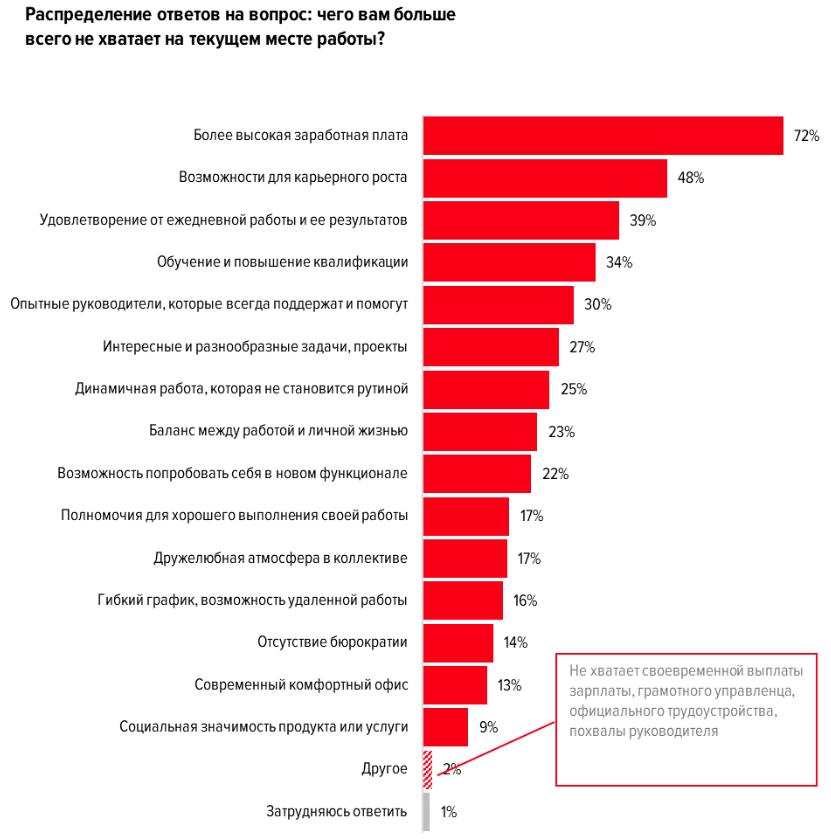 Распределение ответов на вопрос: чего вам больше
всего не хватает на текущем месте работы?
Более высокая заработная плата 72%
Возможности для карьерного роста 48%
Удовлетворение от ежедневной работы и ее результатов 39%
Обучение и повышение квалификации 34%
Опытные руководители, которые всегда поддержат и помогут 30%
Интересные и разнообразные задачи, проекты 27%
Динамичная работа, которая не становится рутиной 25%
Баланс между работой и личной жизнью 23%
Возможность попробовать себя в новом функционале 22%
Полномочия для хорошего выполнения своей работы 17%
Дружелюбная атмосфера в коллективе 17%
Гибкий график, возможность удаленной работы 16%
Отсутствие бюрократии 14%
Современный комфортный офис 13%
Социальная значимость продукта или услуги 9%
Другое 2%
Не хватает своевременной выплаты
зарплаты, грамотного управленца,
официального трудоустройства,
похвалы руководителя
Затрудняюсь ответить 1%